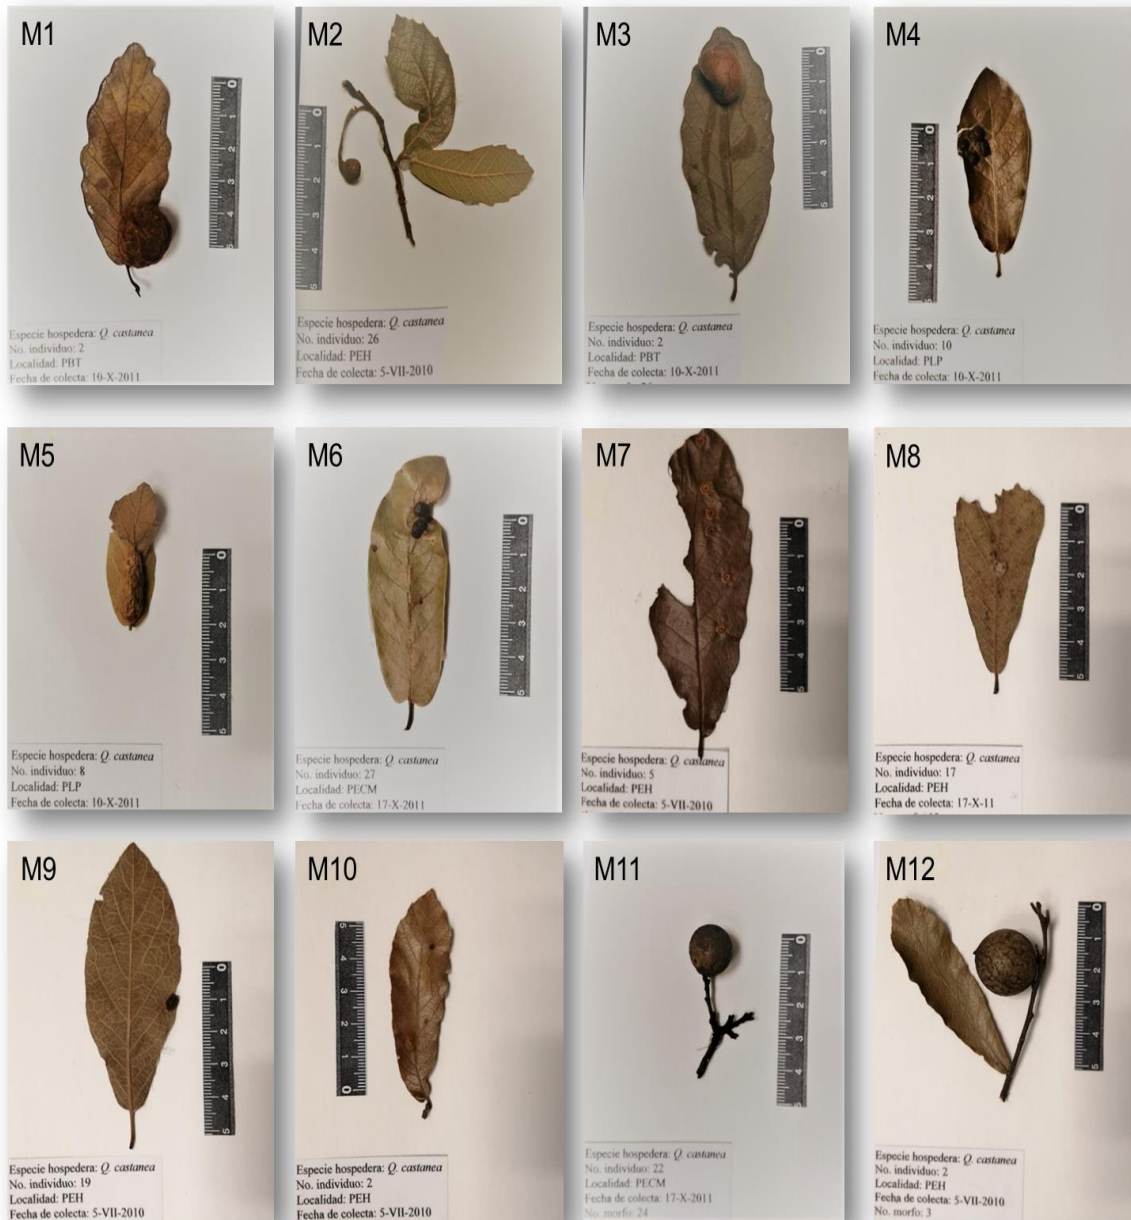 M1
Especie hospedera: Q. castanea
No. individuo: 2
Localidad: PBT
Fecha de colecta: 10-X-2011
M2
Especie hospedera: Q. castanea
No. individuo: 26
Localidad: PEH
Fecha de colecta: 5-VII-2010
M3
Especie hospedera: Q. castanea
No. individuo: 2
Localidad: PBT
Fecha de colecta: 10-X-2011
M4
Especie hospedera: Q. castanea
No. individuo: 10
Localidad: PLP
Fecha de colecta: 10-X-2011
M5
Especie hospedera: Q. castanea
No. individuo: 8
Localidad: PLP
Fecha de colecta: 10-X-2011
M6
Especie hospedera: Q. castanea
No. individuo: 27
Localidad: PECM
Fecha de colecta: 17-X-2011
M7
Especie hospedera: Q. castanea
No. individuo: 5
Localidad: PEH
Fecha de colecta: 5-VII-2010
M8
Especie hospedera: Q. castanea
No. individuo: 17
Localidad: PEH
Fecha de colecta: 17-X-11
M9
Especie hospedera: Q. castanea
No. individuo: 19
Localidad: PEH
Fecha de colecta: 5-VII-2010
M10
Especie hospedera: Q. castanea
No. individuo: 2
Localidad: PEH
Fecha de colecta: 5-VII-2010
M11
Especie hospedera: Q. castanea
No. individuo: 22
Localidad: PECM
Fecha de colecta: 17-X-2011
No. morfo: 24
M12
Especie hospedera: Q. castanea
No. individuo: 2
Localidad: PEH
Fecha de colecta: 5-VII-2010
No. morfo: 3